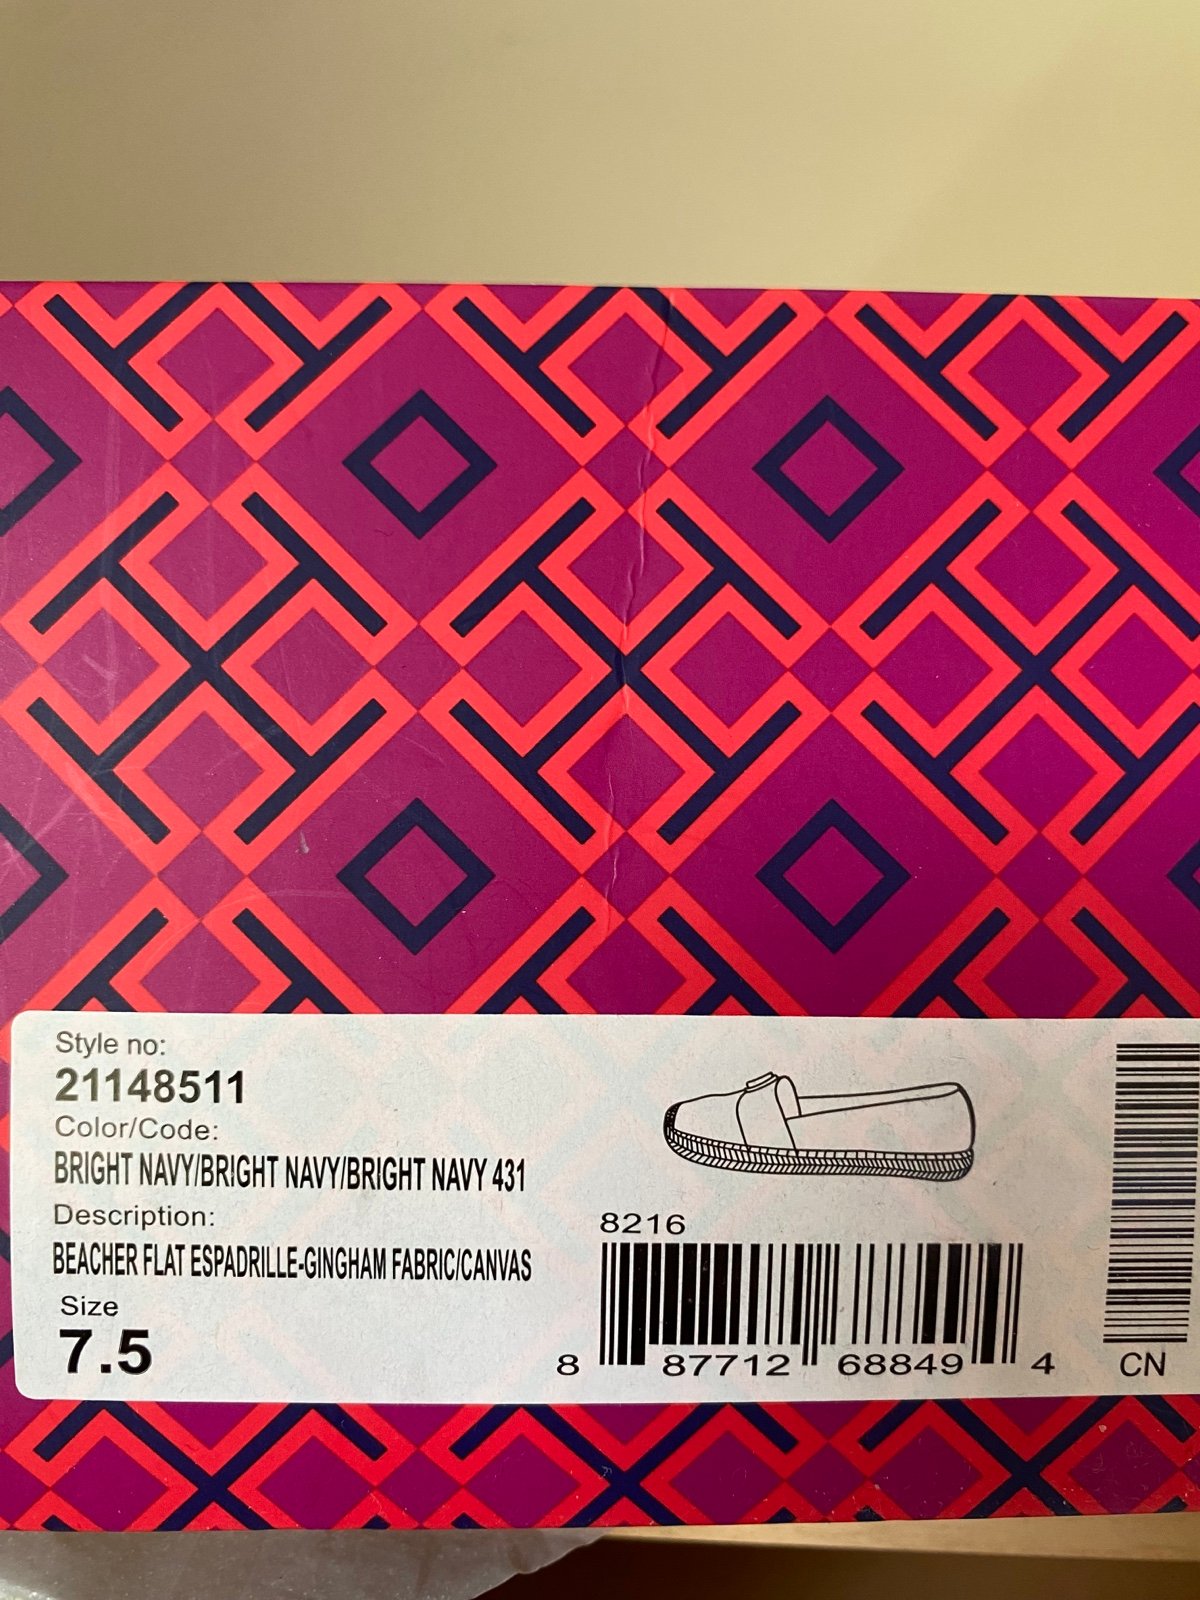 Style no:
21148511
Color/Code:
BRIGHT NAVY/BRIGHT NAVY/BRIGHT NAVY 431
Description:
BEACHER FLAT ESPADRILLE-GINGHAM FABRIC/CANVAS
Size
7.5
8216
8 87712 68849 4
CN